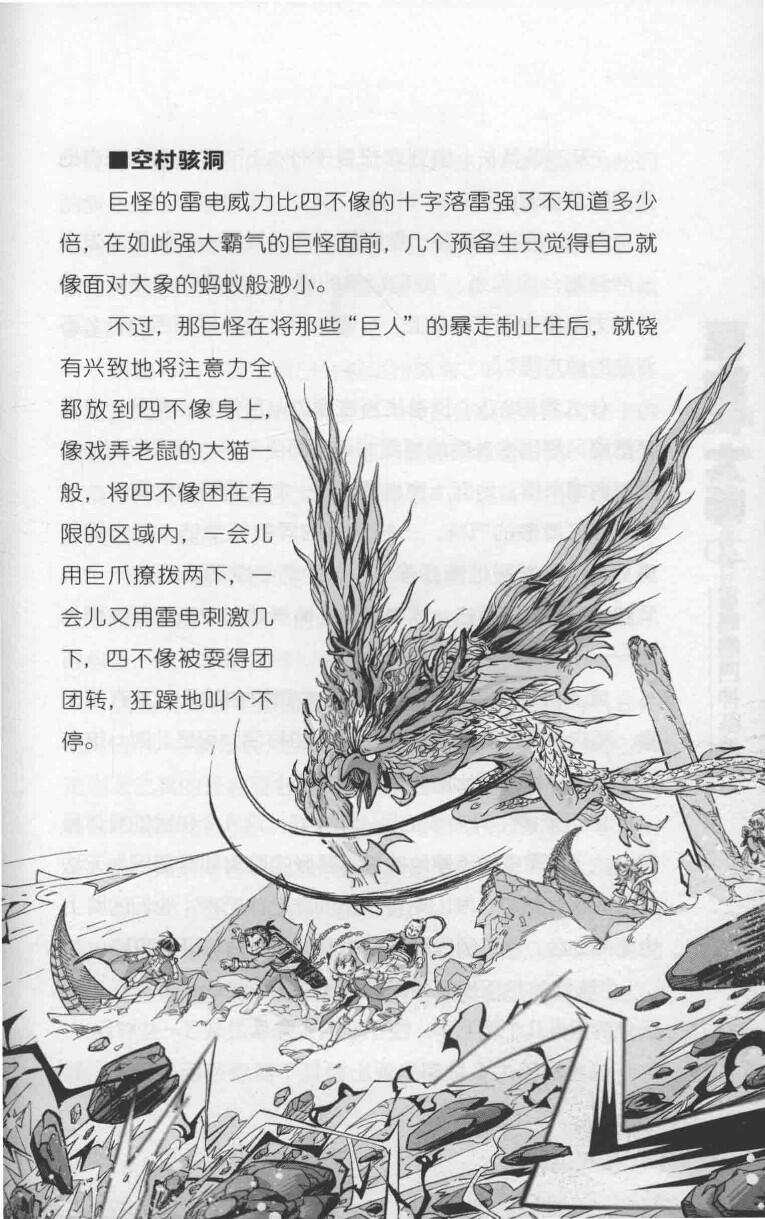 ■空村骇洞
巨怪的雷电威力比四不像的十字落雷强了不知道多少
倍，在如此强大霸气的巨怪面前，几个预备生只觉得自己就
像面对大象的蚂蚁般渺小。
不过，那巨怪在将那些“巨人”的暴走制止住后，就饶
有兴致地将注意力全
都放到四不像身上，
像戏弄老鼠的大猫一
般，将四不像困在有
限的区域内，一会儿
用巨爪撩拨两下，一
会儿又用雷电刺激几
下，四不像被耍得团
团转，狂躁地叫个不
停。